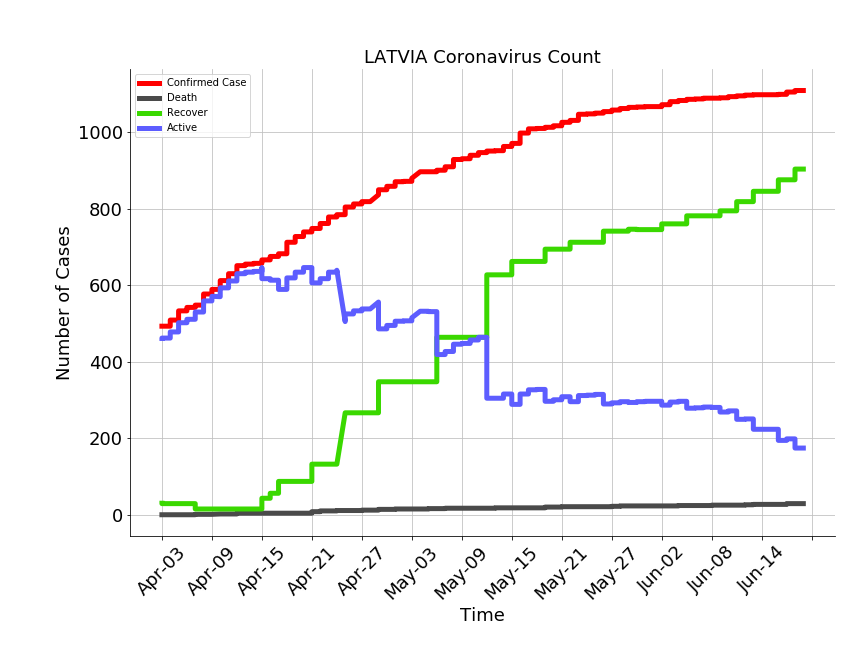 LATVIA Coronavirus Count
Confirmed Case
Death
Recover
Active
Number of Cases
1000
800
600
400
200
0
Apr-03
Apr-09
Apr-15
Apr-21
Apr-27
May-03
May-09
May-15
May-21
May-27
Jun-02
Jun-08
Jun-14
Time